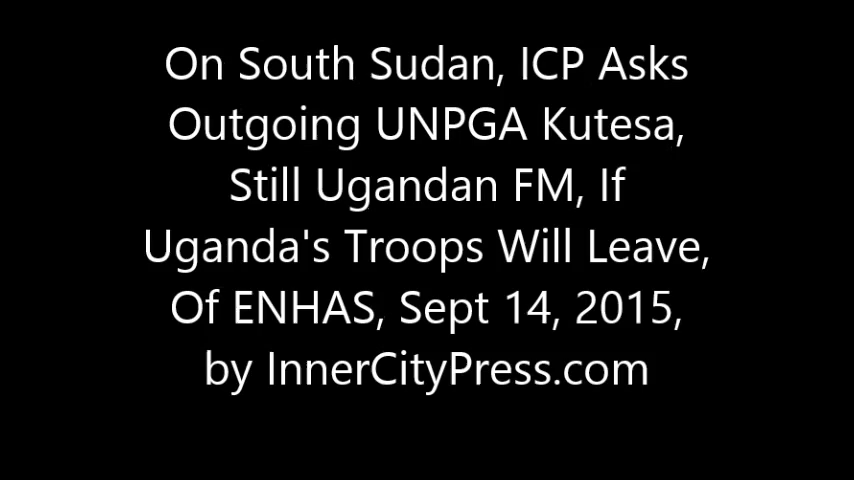 On South Sudan, ICP Asks
Outgoing UNPGA Kutesa,
Still Ugandan FM, If
Uganda's Troops Will Leave,
Of ENHAS, Sept 14, 2015,
by InnerCityPress.com